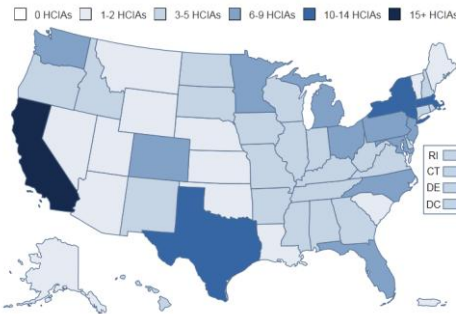 0 HCIAs 1-2 HCIAs 3-5 HCIAs 6-9 HCIAs 10-14 HCIAs 15+ HCIAs
RI
CT
DE
DC